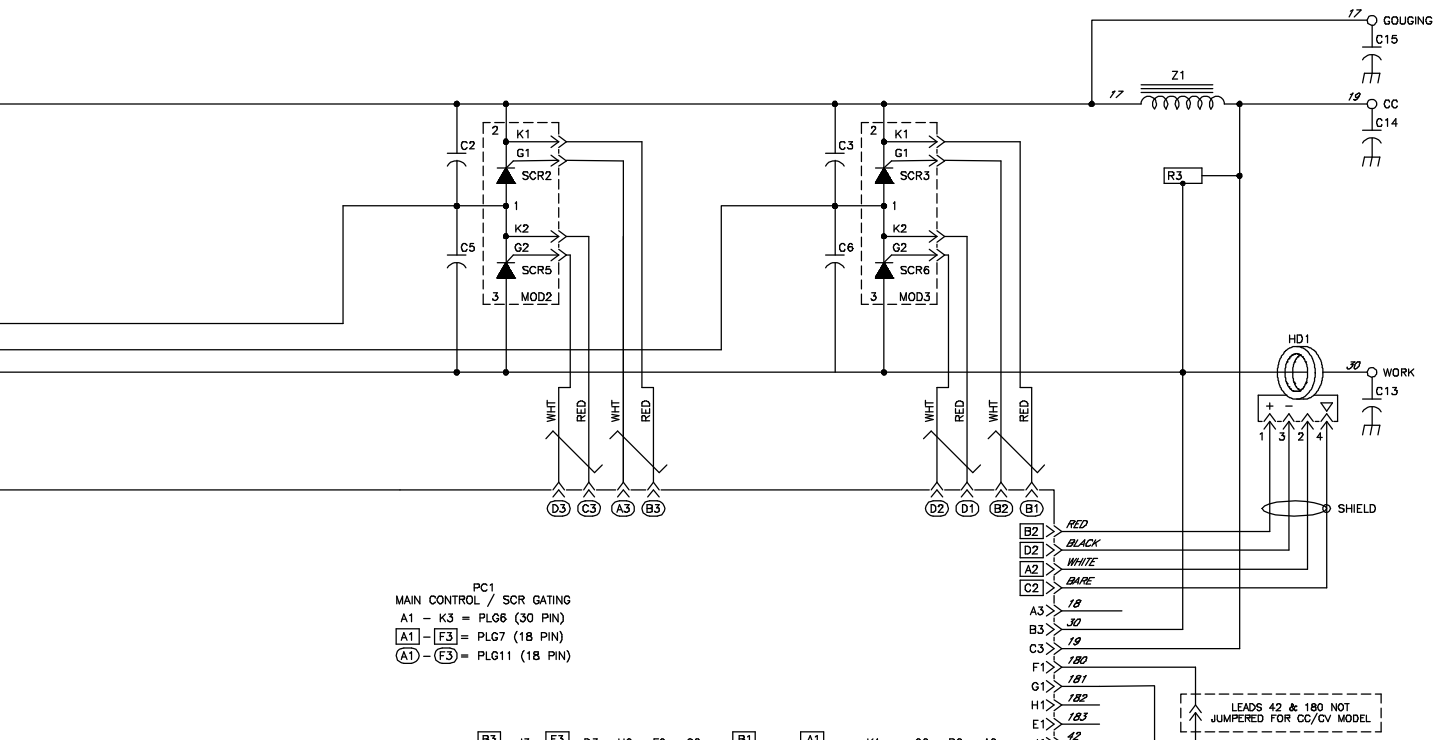 17 GOUGING
C15
Z1
17
19 CC
C14
2 K1
G1
C2
SCR2
1
K2
G2
C5
SCR5
3 MOD2
2 K1
G1
C3
SCR3
1
K2
G2
C6
SCR6
3 MOD3
R3
HD1
30 WORK
C13
+ −
1 3 2 4
WHT RED WHT RED
WHT RED WHT RED
D3 C3 A3 B3
D2 D1 B2 B1
SHIELD
B2 RED
D2 BLACK
A2 WHITE
C2 BARE
A3 18
B3 30
C3 19
F1 180
G1 181
H1 182
E1 183
42
PC1
MAIN CONTROL / SCR GATING
A1 – K3 = PLG6 (30 PIN)
A1 – F3 = PLG7 (18 PIN)
A1 – F3 = PLG11 (18 PIN)
LEADS 42 & 180 NOT
JUMPERED FOR CC/CV MODEL